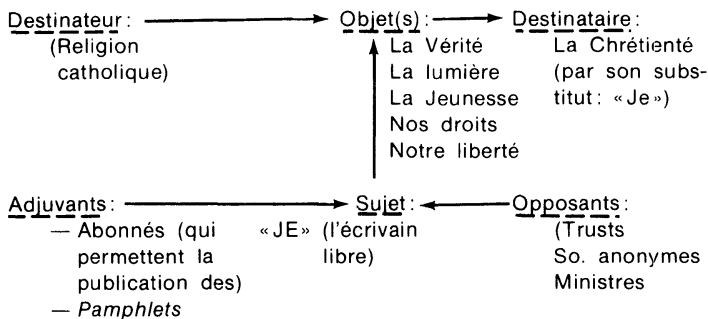 Destinateur :
(Religion
catholique)
Objet(s) :
La Vérité
La lumière
La Jeunesse
Nos droits
Notre liberté
Destinataire :
La Chrétienté
(par son subs-
titut : «Je»)
Adjuvants :
— Abonnés (qui
permettent la
publication des)
— Pamphlets
Sujet :
«JE» (l'écrivain
libre)
Opposants :
(Trusts
So. anonymes
Ministres